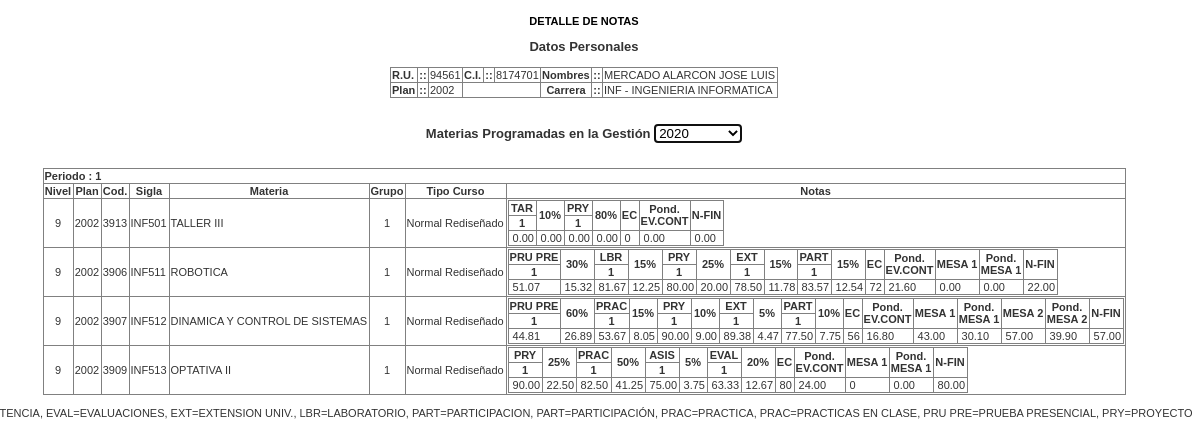 DETALLE DE NOTAS
Datos Personales
R.U. :: 94561 C.I. :: 8174701 Nombres :: MERCADO ALARCON JOSE LUIS
Plan :: 2002 Carrera :: INF - INGENIERIA INFORMATICA
Materias Programadas en la Gestión 2020
Periodo : 1
Nivel Plan Cod. Sigla Materia Grupo Tipo Curso Notas
9 2002 3913 INF501 TALLER III 1 Normal Rediseñado
TAR 10% PRY 80% EC Pond. EV.CONT N-FIN
1 1
0.00 0.00 0.00 0.00 0 0.00 0.00
9 2002 3906 INF511 ROBOTICA 1 Normal Rediseñado
PRU PRE 30% LBR 15% PRY 25% EXT 15% PART 15% EC Pond. EV.CONT MESA 1 Pond. MESA 1 N-FIN
1 1 1 1 1
51.07 15.32 81.67 12.25 80.00 20.00 78.50 11.78 83.57 12.54 72 21.60 0.00 0.00 22.00
9 2002 3907 INF512 DINAMICA Y CONTROL DE SISTEMAS 1 Normal Rediseñado
PRU PRE 60% PRAC 15% PRY 10% EXT 5% PART 10% EC Pond. EV.CONT MESA 1 Pond. MESA 1 MESA 2 Pond. MESA 2 N-FIN
1 1 1 1 1
44.81 26.89 53.67 8.05 90.00 9.00 89.38 4.47 77.50 7.75 56 16.80 43.00 30.10 57.00 39.90 57.00
9 2002 3909 INF513 OPTATIVA II 1 Normal Rediseñado
PRY 25% PRAC 50% ASIS 5% EVAL 20% EC Pond. EV.CONT MESA 1 Pond. MESA 1 N-FIN
1 1 1 1
90.00 22.50 82.50 41.25 75.00 3.75 63.33 12.67 80 24.00 0 0.00 80.00
TENCIA, EVAL=EVALUACIONES, EXT=EXTENSION UNIV., LBR=LABORATORIO, PART=PARTICIPACION, PART=PARTICIPACIÓN, PRAC=PRACTICA, PRAC=PRACTICAS EN CLASE, PRU PRE=PRUEBA PRESENCIAL, PRY=PROYECTO